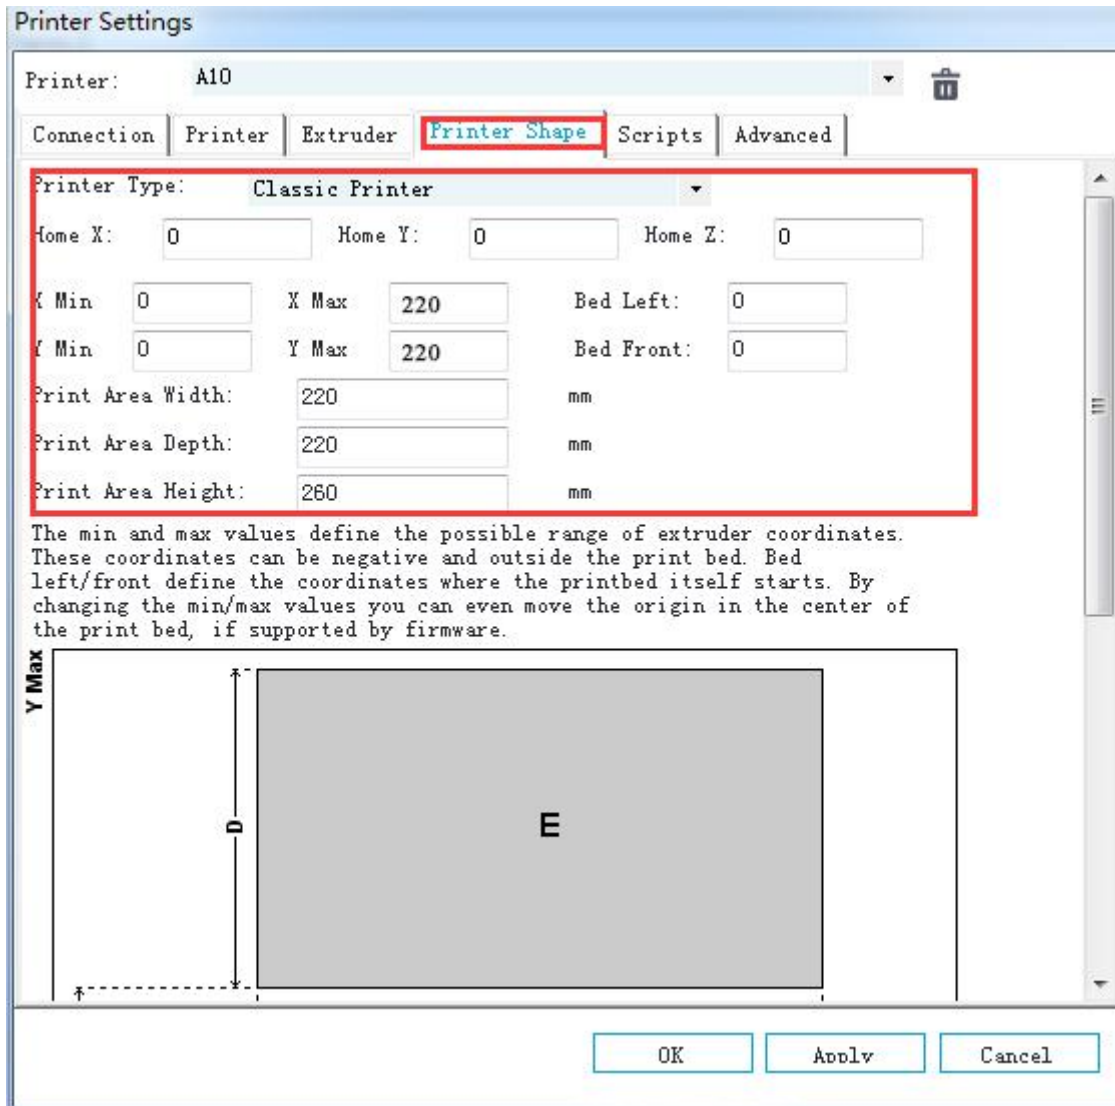 Printer Settings
Printer: A10
Connection Printer Extruder Printer Shape Scripts Advanced
Printer Type: Classic Printer
Home X: 0 Home Y: 0 Home Z: 0
X Min 0 X Max 220 Bed Left: 0
Y Min 0 Y Max 220 Bed Front: 0
Print Area Width: 220 mm
Print Area Depth: 220 mm
Print Area Height: 260 mm
The min and max values define the possible range of extruder coordinates.
These coordinates can be negative and outside the print bed. Bed
left/front define the coordinates where the printbed itself starts. By
changing the min/max values you can even move the origin in the center of
the print bed, if supported by firmware.
Y Max
D
E
OK Apply Cancel